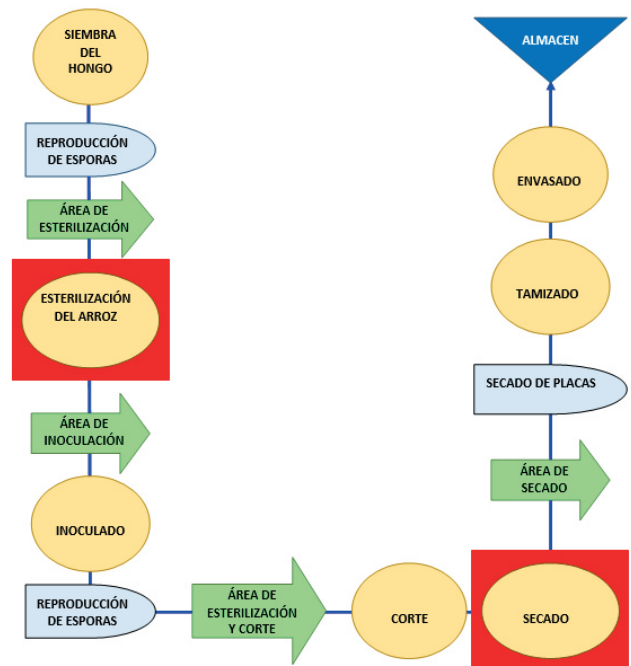 SIEMBRA
DEL
HONGO
REPRODUCCIÓN
DE ESPORAS
ÁREA DE
ESTERILIZACIÓN
ESTERILIZACIÓN
DEL ARROZ
ÁREA DE
INOCULACIÓN
INOCULADO
REPRODUCCIÓN
DE ESPORAS
ÁREA DE
ESTERILIZACIÓN
Y CORTE
CORTE
SECADO
ÁREA DE
SECADO
SECADO DE PLACAS
TAMIZADO
ENVASADO
ALMACEN